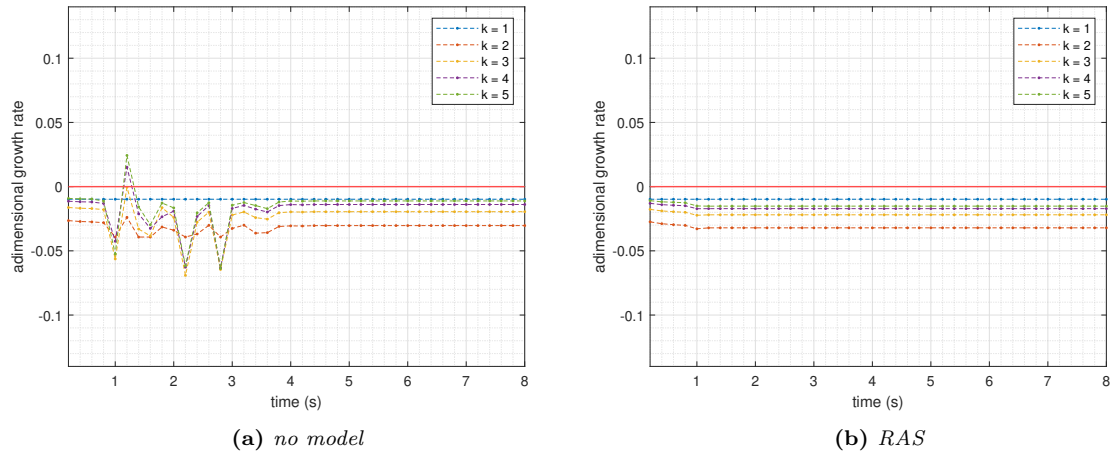 k = 1
k = 2
k = 3
k = 4
k = 5
0.1
0.05
0
-0.05
-0.1
adimensional growth rate
1 2 3 4 5 6 7 8
time (s)
(a) no model
k = 1
k = 2
k = 3
k = 4
k = 5
0.1
0.05
0
-0.05
-0.1
adimensional growth rate
1 2 3 4 5 6 7 8
time (s)
(b) RAS